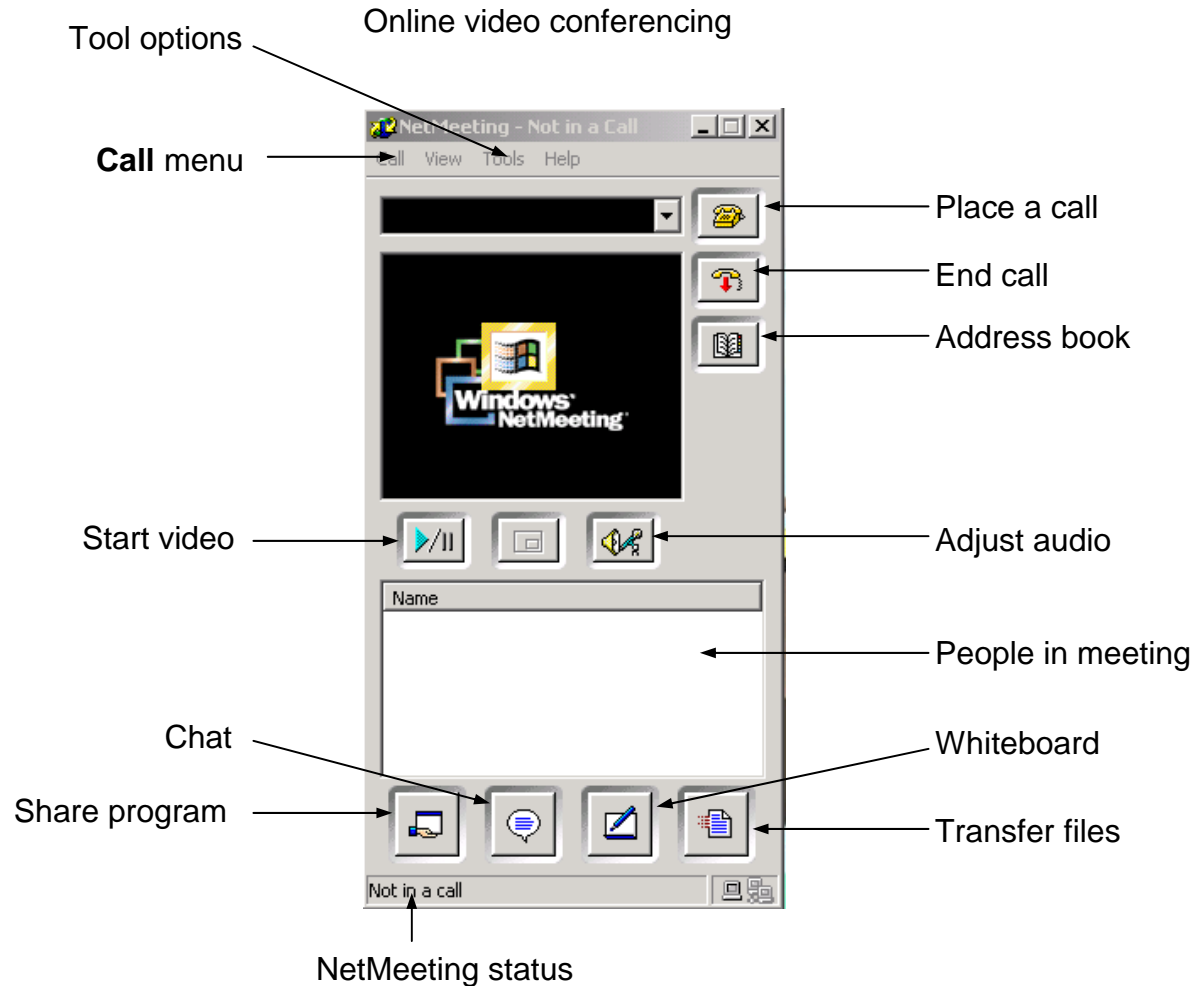 Online video conferencing
Tool options
NetMeeting - Not in a Call
Call menu
Call View Tools Help
Place a call
End call
Address book
Windows
NetMeeting
Start video
Adjust audio
Name
People in meeting
Chat
Whiteboard
Share program
Transfer files
Not in a call
NetMeeting status